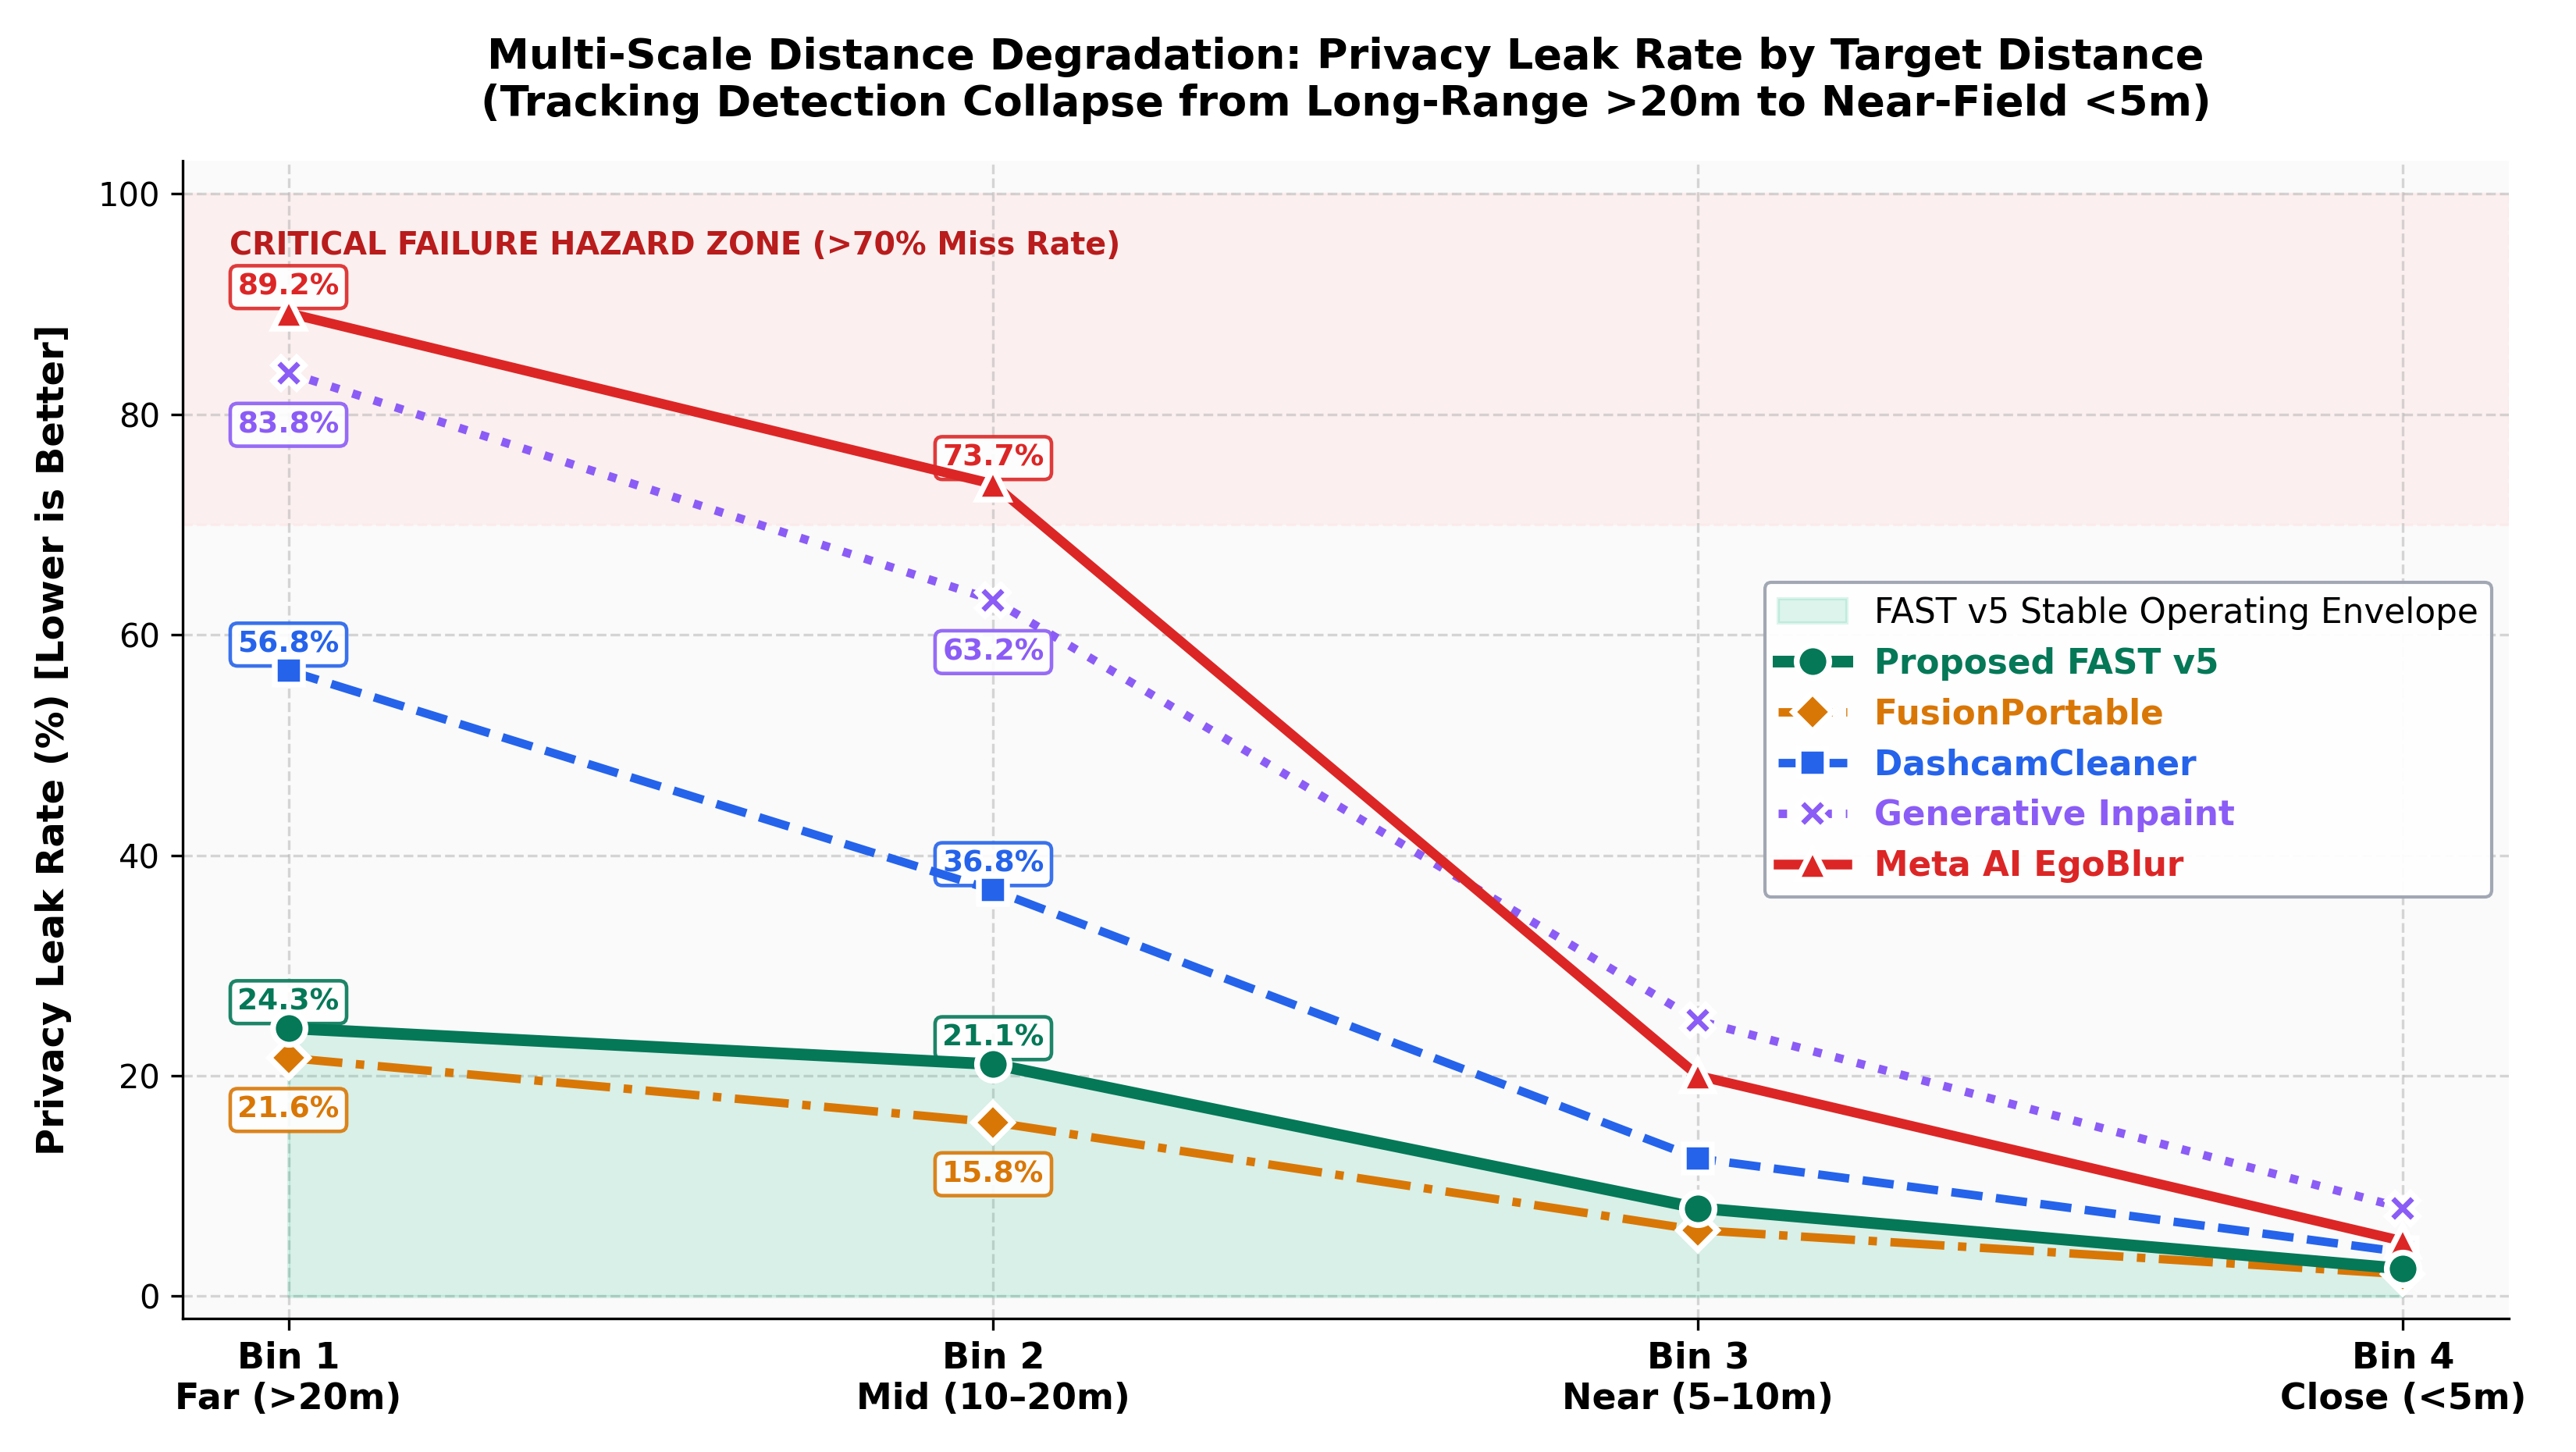 Multi-Scale Distance Degradation: Privacy Leak Rate by Target Distance
(Tracking Detection Collapse from Long-Range >20m to Near-Field <5m)
Privacy Leak Rate (%) [Lower is Better]
100
80
60
40
20
0
CRITICAL FAILURE HAZARD ZONE (>70% Miss Rate)
89.2%
83.8%
73.7%
63.2%
56.8%
36.8%
24.3%
21.1%
21.6%
15.8%
FAST v5 Stable Operating Envelope
Proposed FAST v5
FusionPortable
DashcamCleaner
Generative Inpaint
Meta AI EgoBlur
Bin 1
Far (>20m)
Bin 2
Mid (10–20m)
Bin 3
Near (5–10m)
Bin 4
Close (<5m)